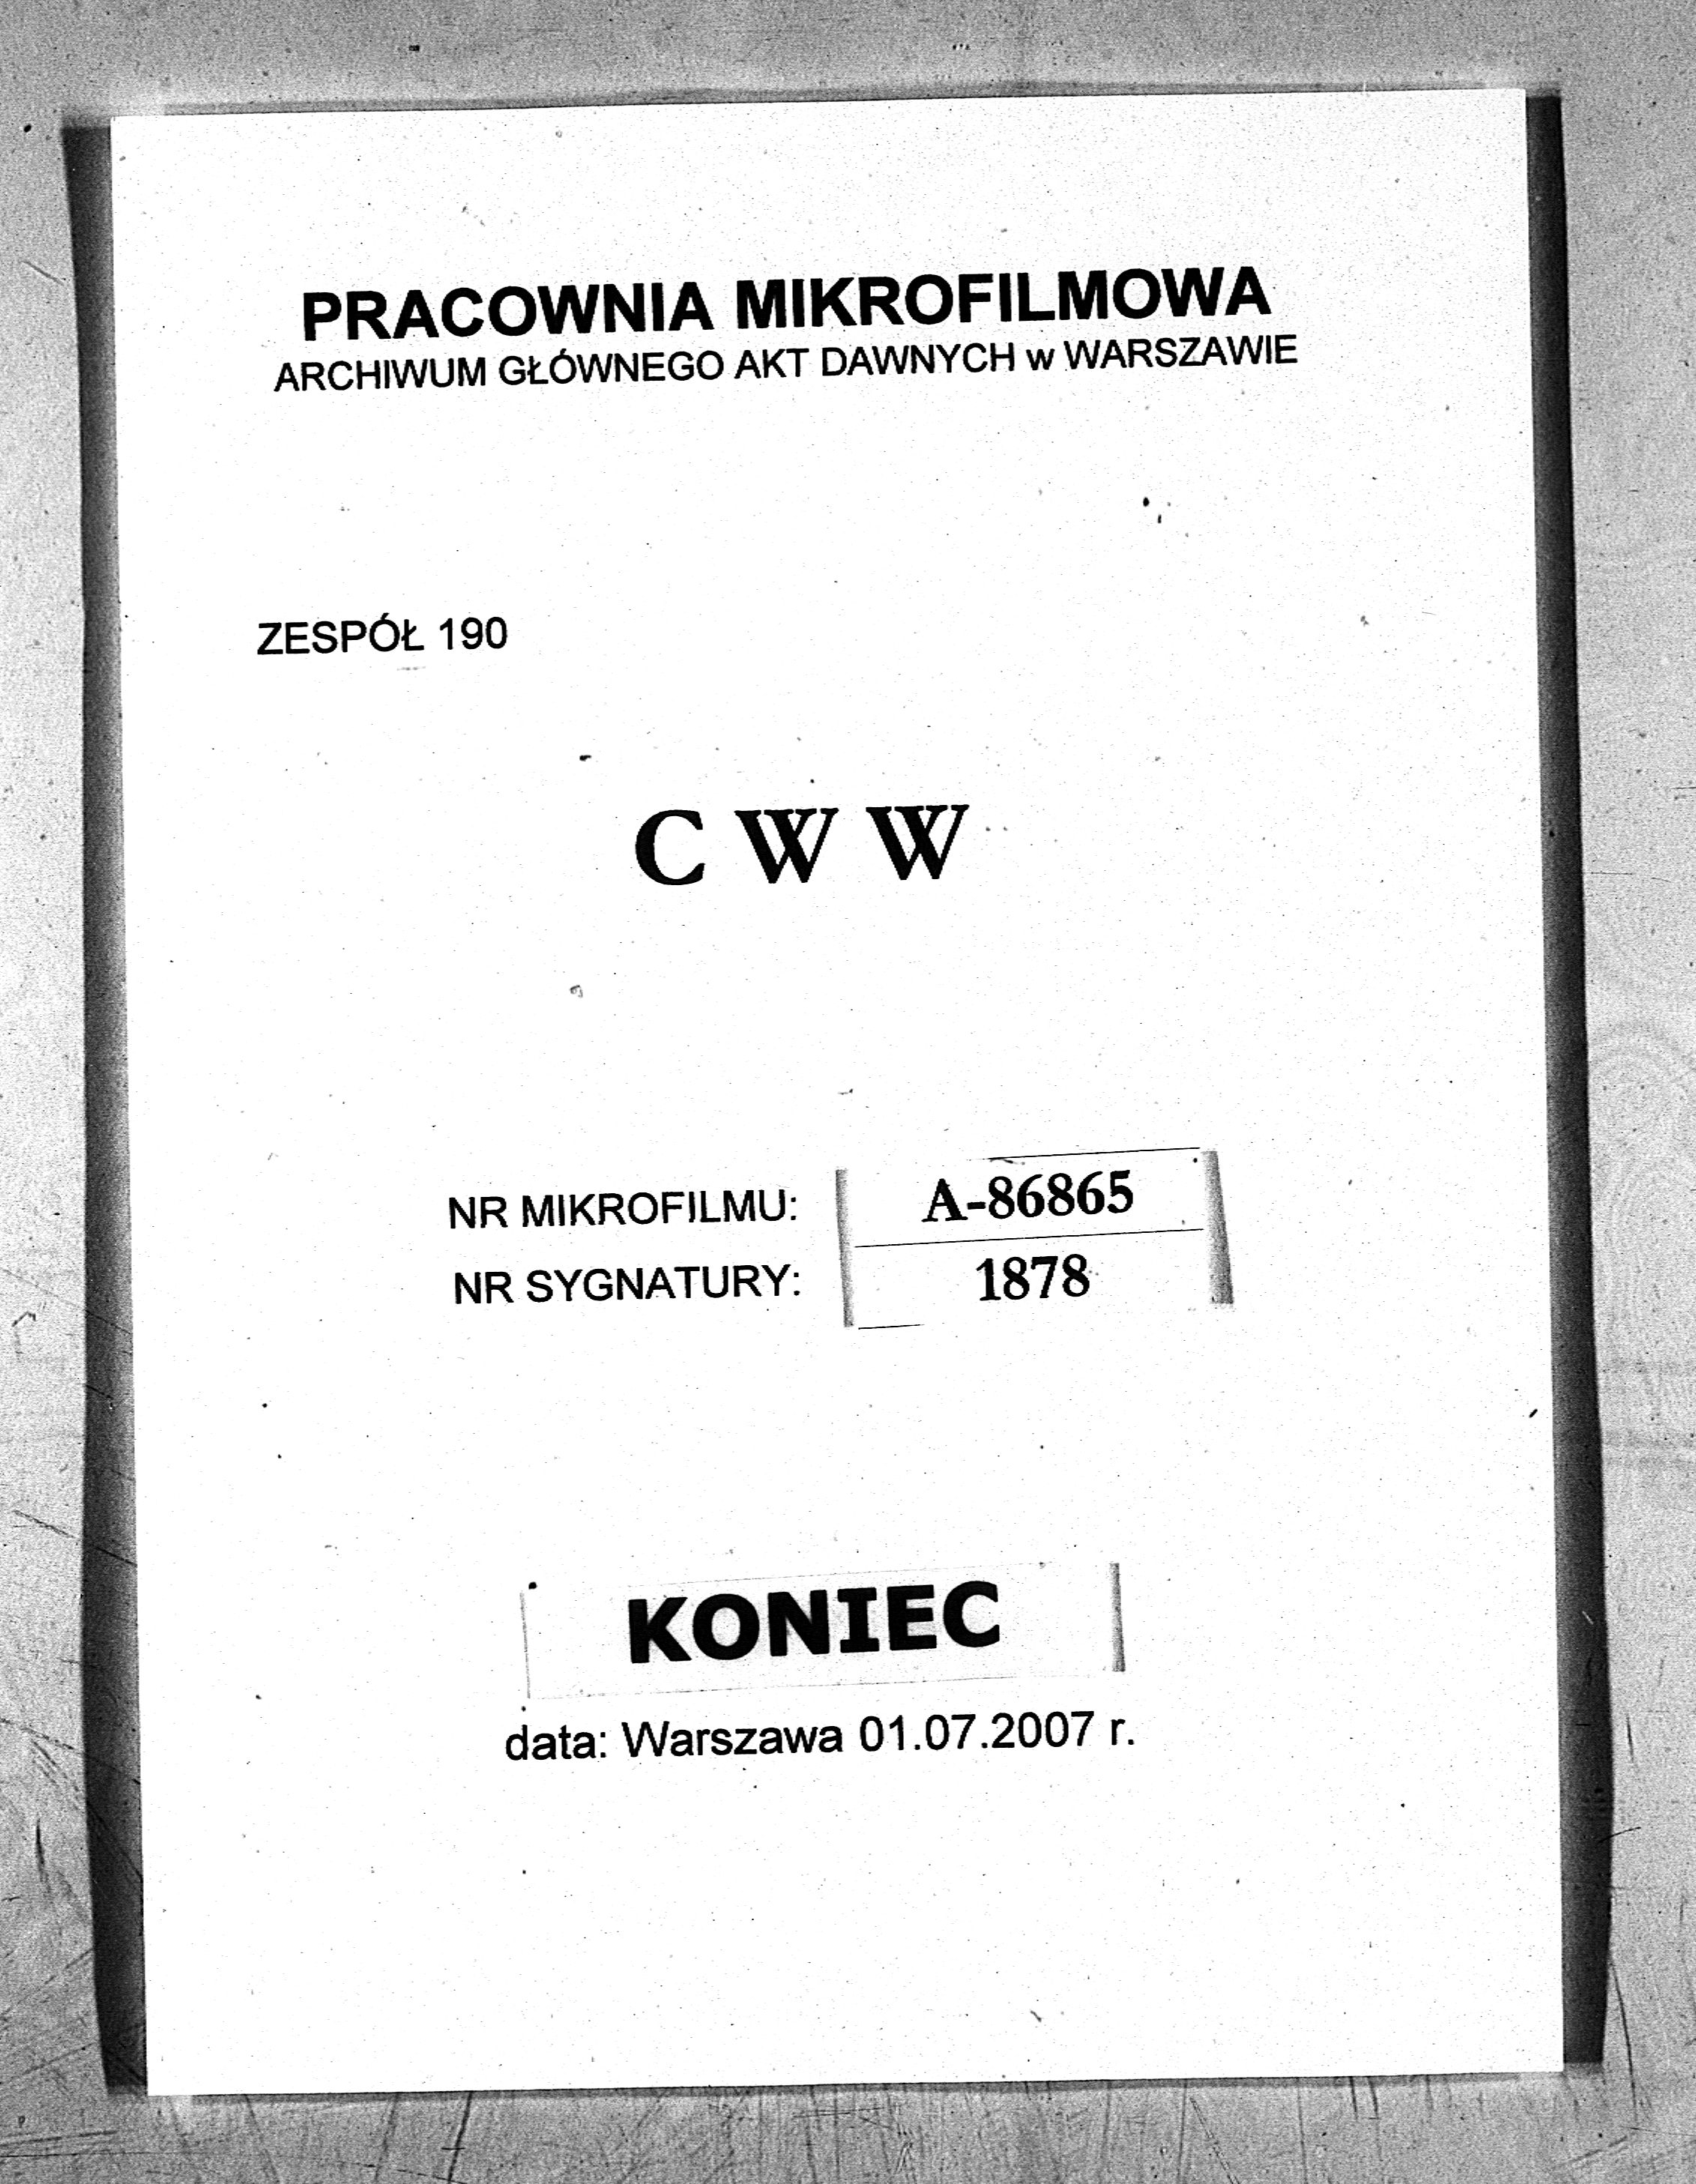 PRACOWNIA MIKROFILMOWA
ARCHIWUM GŁÓWNEGO AKT DAWNYCH w WARSZAWIE
ZESPÓŁ 190
C W W
NR MIKROFILMU: A-86865
NR SYGNATURY: 1878
KONIEC
data: Warszawa 01.07.2007 r.